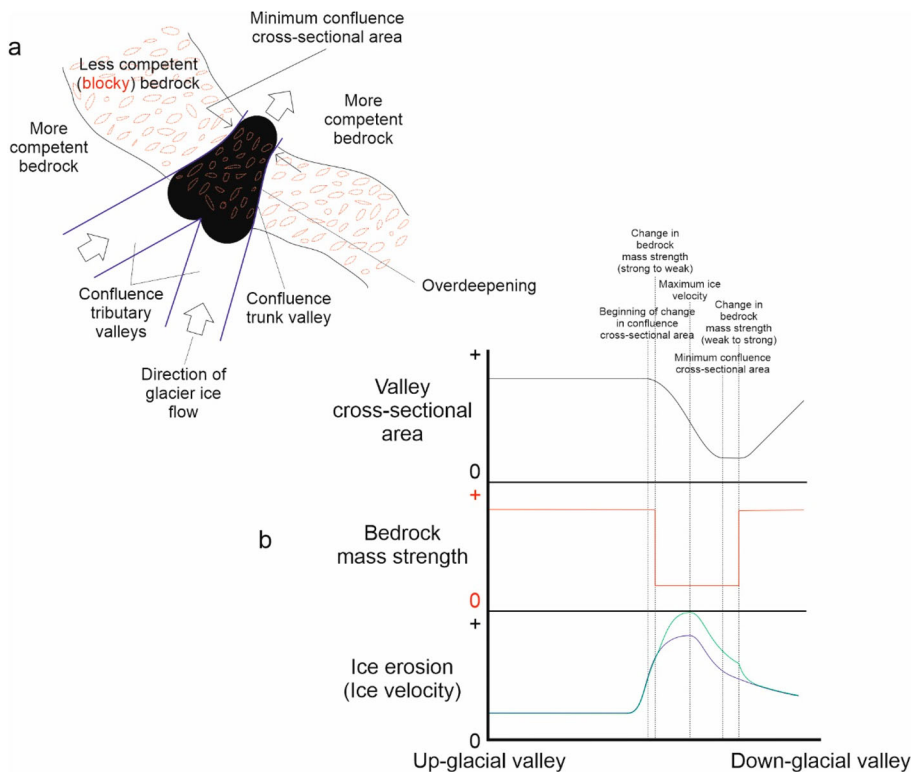 a
Minimum confluence
cross-sectional area
Less competent
(blocky) bedrock
More
competent
bedrock
More
competent
bedrock
Overdeepening
Confluence
tributary
valleys
Confluence
trunk valley
Direction of
glacier ice
flow
b
Change in
bedrock
mass strength
(strong to weak)
Maximum ice
velocity
Beginning of change
in confluence
cross-sectional area
Change in
bedrock
mass strength
(weak to strong)
Minimum confluence
cross-sectional area
+
Valley
cross-sectional
area
0
+
Bedrock
mass strength
0
+
Ice erosion
(Ice velocity)
0
Up-glacial valley
Down-glacial valley